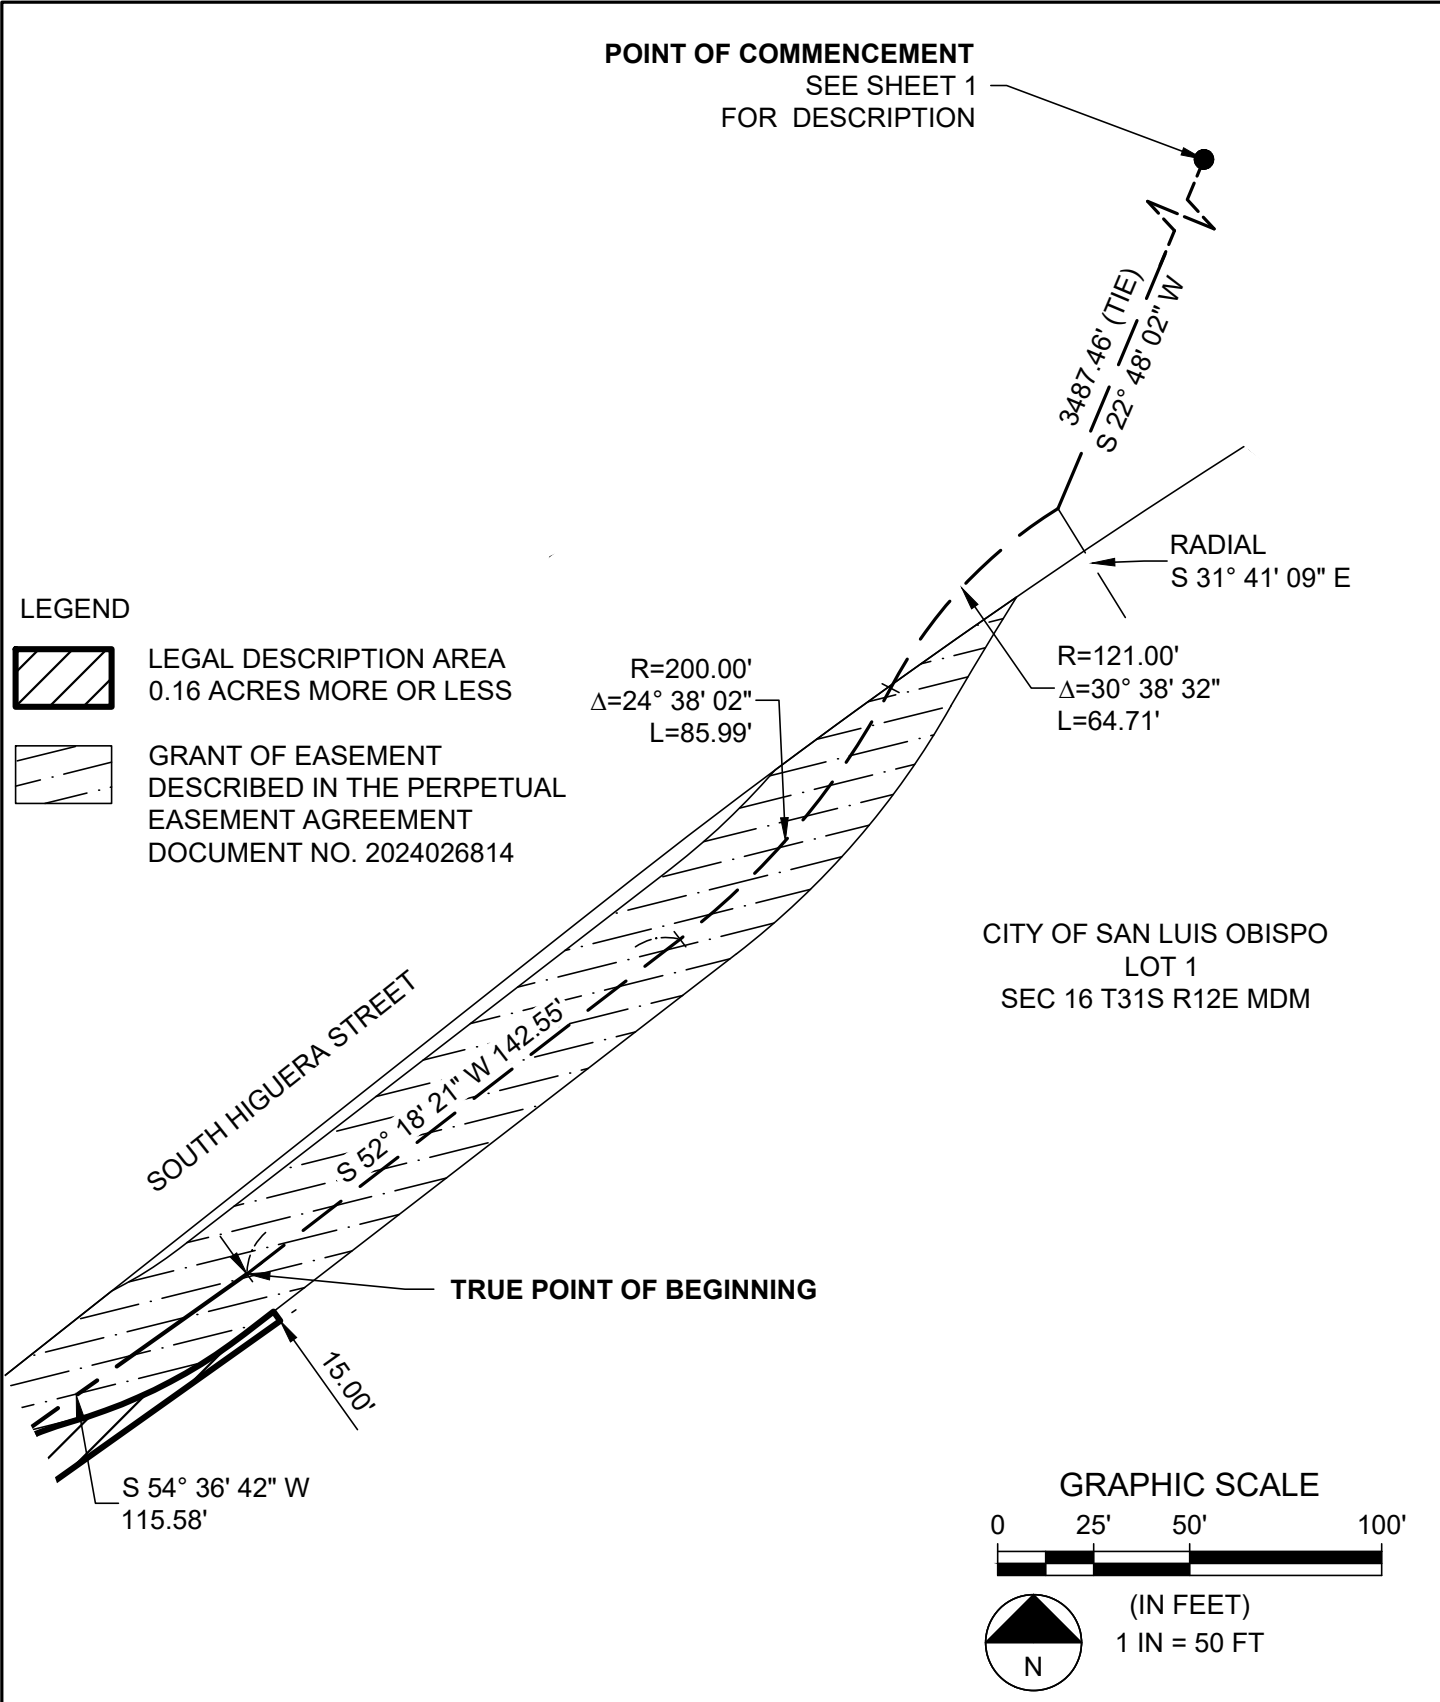 POINT OF COMMENCEMENT
SEE SHEET 1
FOR DESCRIPTION
3487.46' (TIE)
S 22° 48' 02" W
RADIAL
S 31° 41' 09" E
LEGEND
LEGAL DESCRIPTION AREA
0.16 ACRES MORE OR LESS
GRANT OF EASEMENT
DESCRIBED IN THE PERPETUAL
EASEMENT AGREEMENT
DOCUMENT NO. 2024026814
R=200.00'
Δ=24° 38' 02"
L=85.99'
R=121.00'
Δ=30° 38' 32"
L=64.71'
CITY OF SAN LUIS OBISPO
LOT 1
SEC 16 T31S R12E MDM
SOUTH HIGUERA STREET
S 52° 18' 21" W 142.55'
TRUE POINT OF BEGINNING
15.00'
S 54° 36' 42" W
115.58'
GRAPHIC SCALE
0 25' 50' 100'
(IN FEET)
1 IN = 50 FT
N